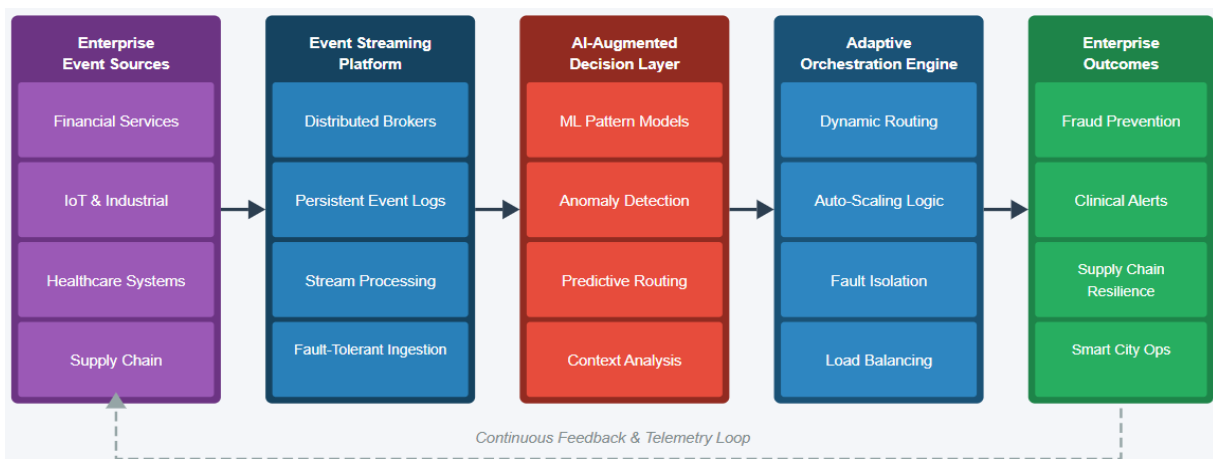 Enterprise
Event Sources
Financial Services
IoT & Industrial
Healthcare Systems
Supply Chain
Event Streaming
Platform
Distributed Brokers
Persistent Event Logs
Stream Processing
Fault-Tolerant Ingestion
AI-Augmented
Decision Layer
ML Pattern Models
Anomaly Detection
Predictive Routing
Context Analysis
Adaptive
Orchestration Engine
Dynamic Routing
Auto-Scaling Logic
Fault Isolation
Load Balancing
Enterprise
Outcomes
Fraud Prevention
Clinical Alerts
Supply Chain
Resilience
Smart City Ops
Continuous Feedback & Telemetry Loop